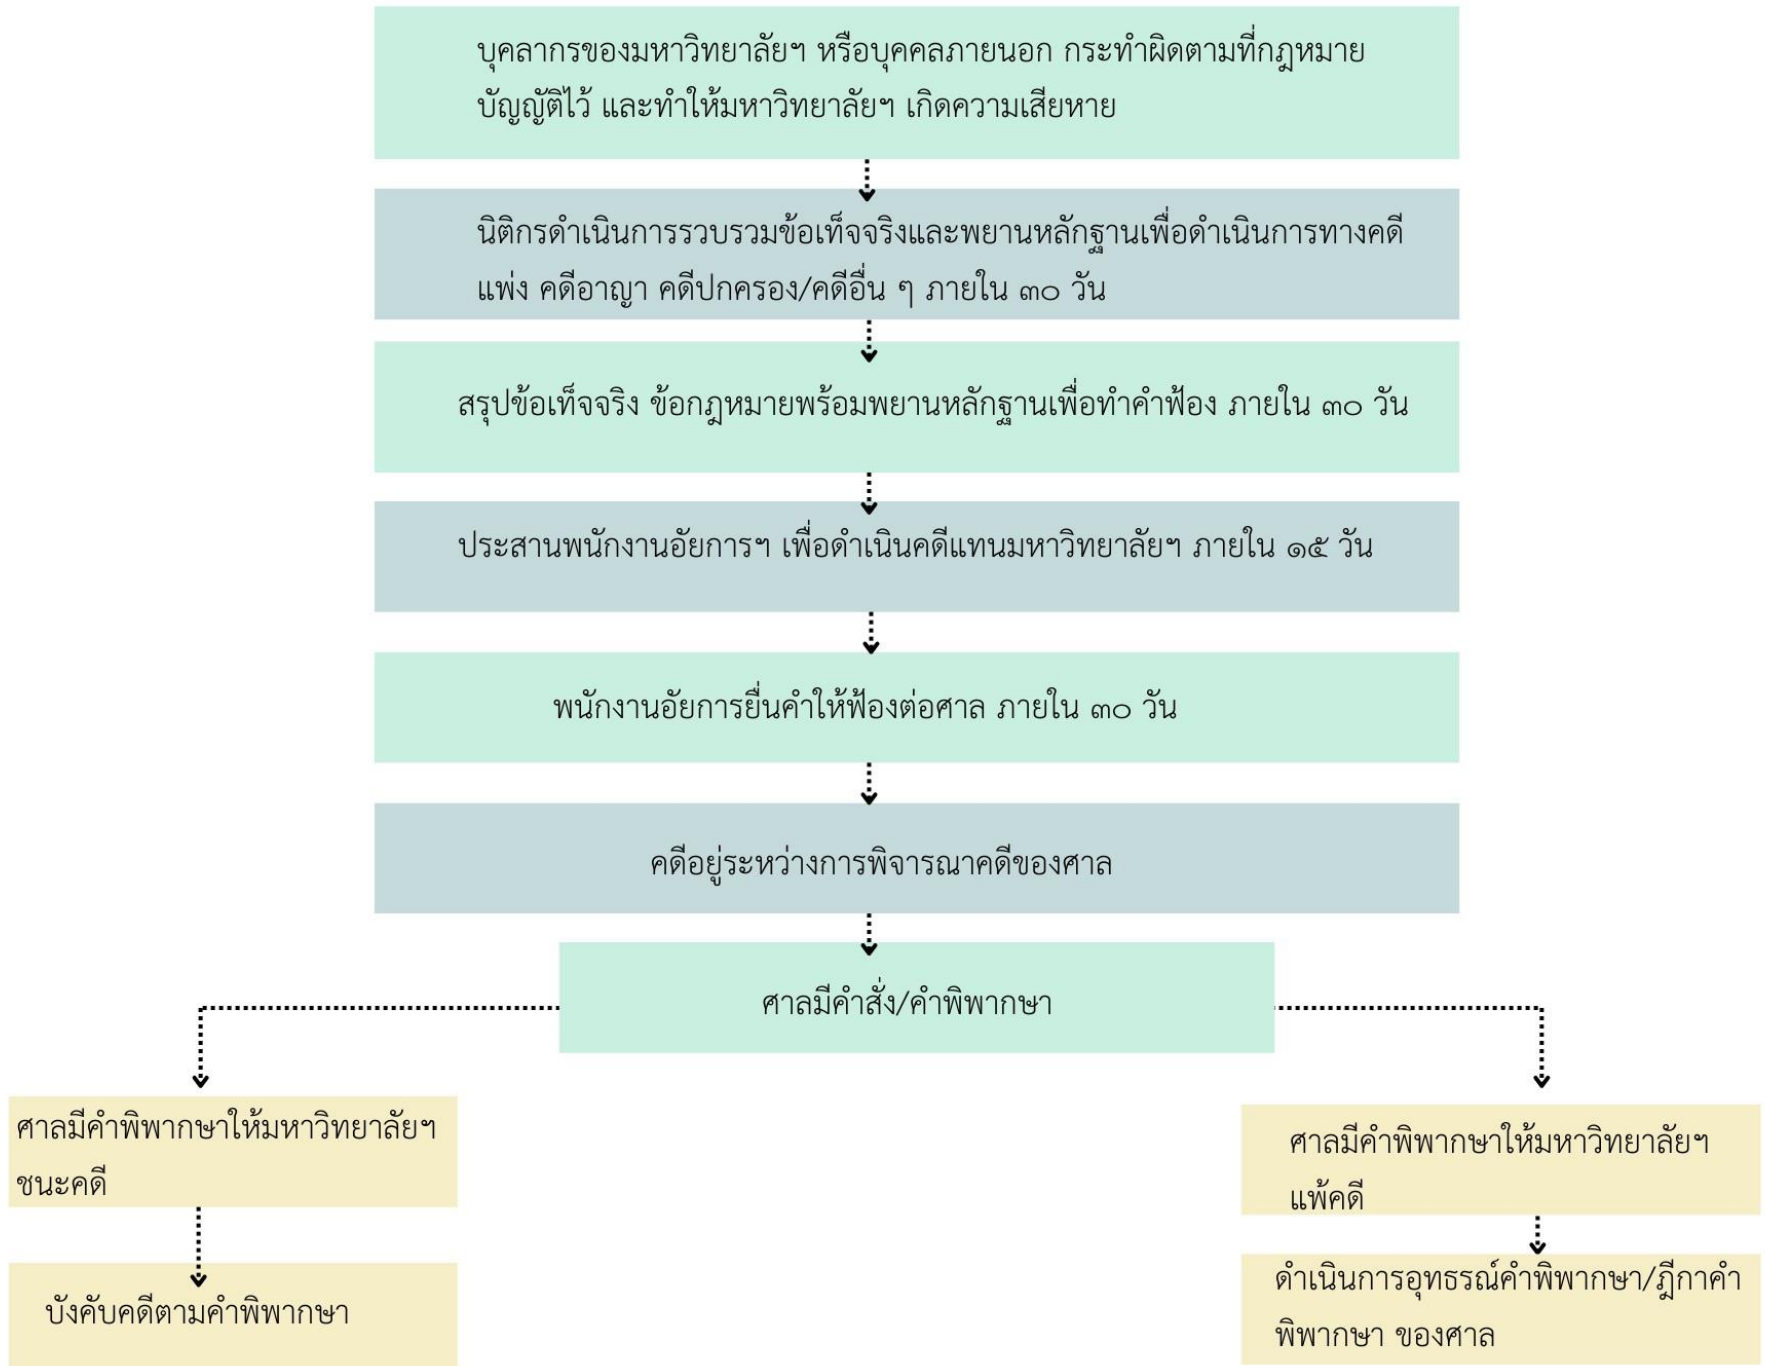 บุคลากรของมหาวิทยาลัยฯ หรือบุคคลภายนอก กระทำผิดตามที่กฎหมาย
บัญญัติไว้ และทำให้มหาวิทยาลัยฯ เกิดความเสียหาย
นิติกรดำเนินการรวบรวมข้อเท็จจริงและพยานหลักฐานเพื่อดำเนินการทางคดี
แพ่ง คดีอาญา คดีปกครอง/คดีอื่น ๆ ภายใน ๓๐ วัน
สรุปข้อเท็จจริง ข้อกฎหมายพร้อมพยานหลักฐานเพื่อทำคำฟ้อง ภายใน ๓๐ วัน
ประสานพนักงานอัยการฯ เพื่อดำเนินคดีแทนมหาวิทยาลัยฯ ภายใน ๑๕ วัน
พนักงานอัยการยื่นคำให้ฟ้องต่อศาล ภายใน ๓๐ วัน
คดีอยู่ระหว่างการพิจารณาคดีของศาล
ศาลมีคำสั่ง/คำพิพากษา
ศาลมีคำพิพากษาให้มหาวิทยาลัยฯ
ชนะคดี
บังคับคดีตามคำพิพากษา
ศาลมีคำพิพากษาให้มหาวิทยาลัยฯ
แพ้คดี
ดำเนินการอุทธรณ์คำพิพากษา/ฎีกาคำ
พิพากษา ของศาล